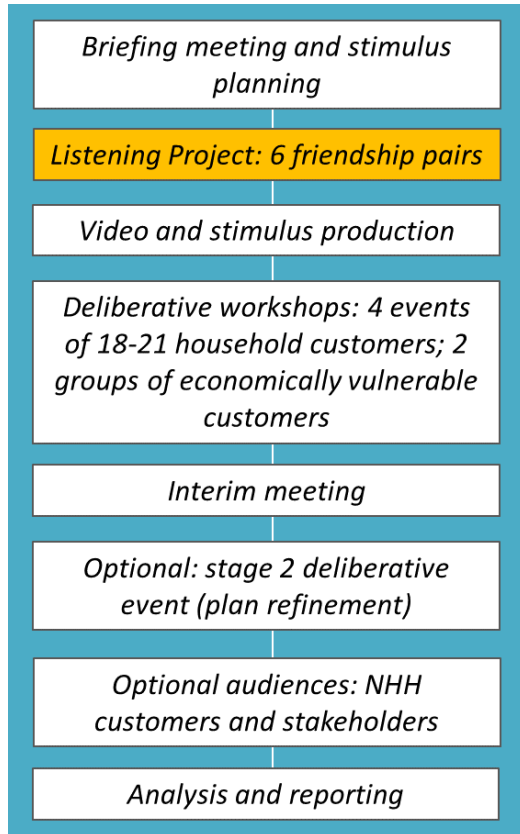 Briefing meeting and stimulus
planning
Listening Project: 6 friendship pairs
Video and stimulus production
Deliberative workshops: 4 events
of 18-21 household customers; 2
groups of economically vulnerable
customers
Interim meeting
Optional: stage 2 deliberative
event (plan refinement)
Optional audiences: NHH
customers and stakeholders
Analysis and reporting